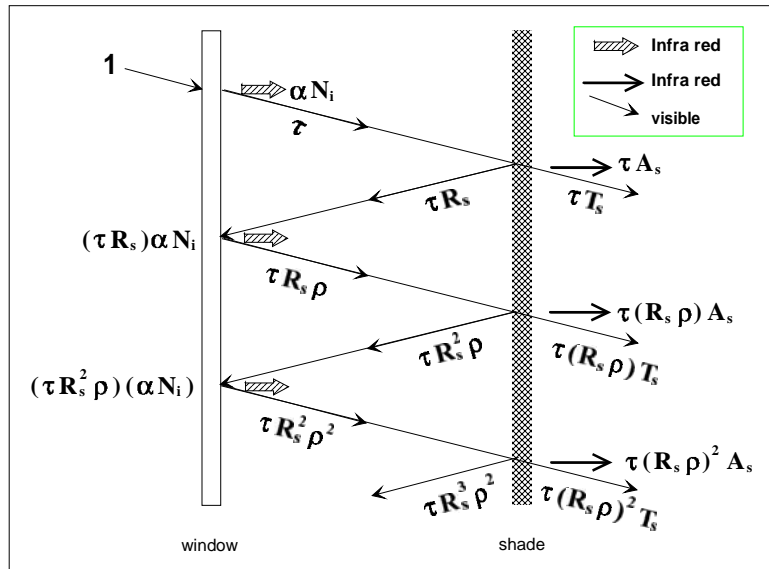 1
αNᵢ
τ
Infra red
Infra red
visible
τAₛ
τRₛ
τTₛ
(τRₛ)αNᵢ
τRₛρ
τ(Rₛρ)Aₛ
τRₛ²ρ
τ(Rₛρ)Tₛ
(τRₛ²ρ)(αNᵢ)
τRₛ²ρ²
τ(Rₛρ)²Aₛ
τRₛ³ρ²
τ(Rₛρ)²Tₛ
window
shade